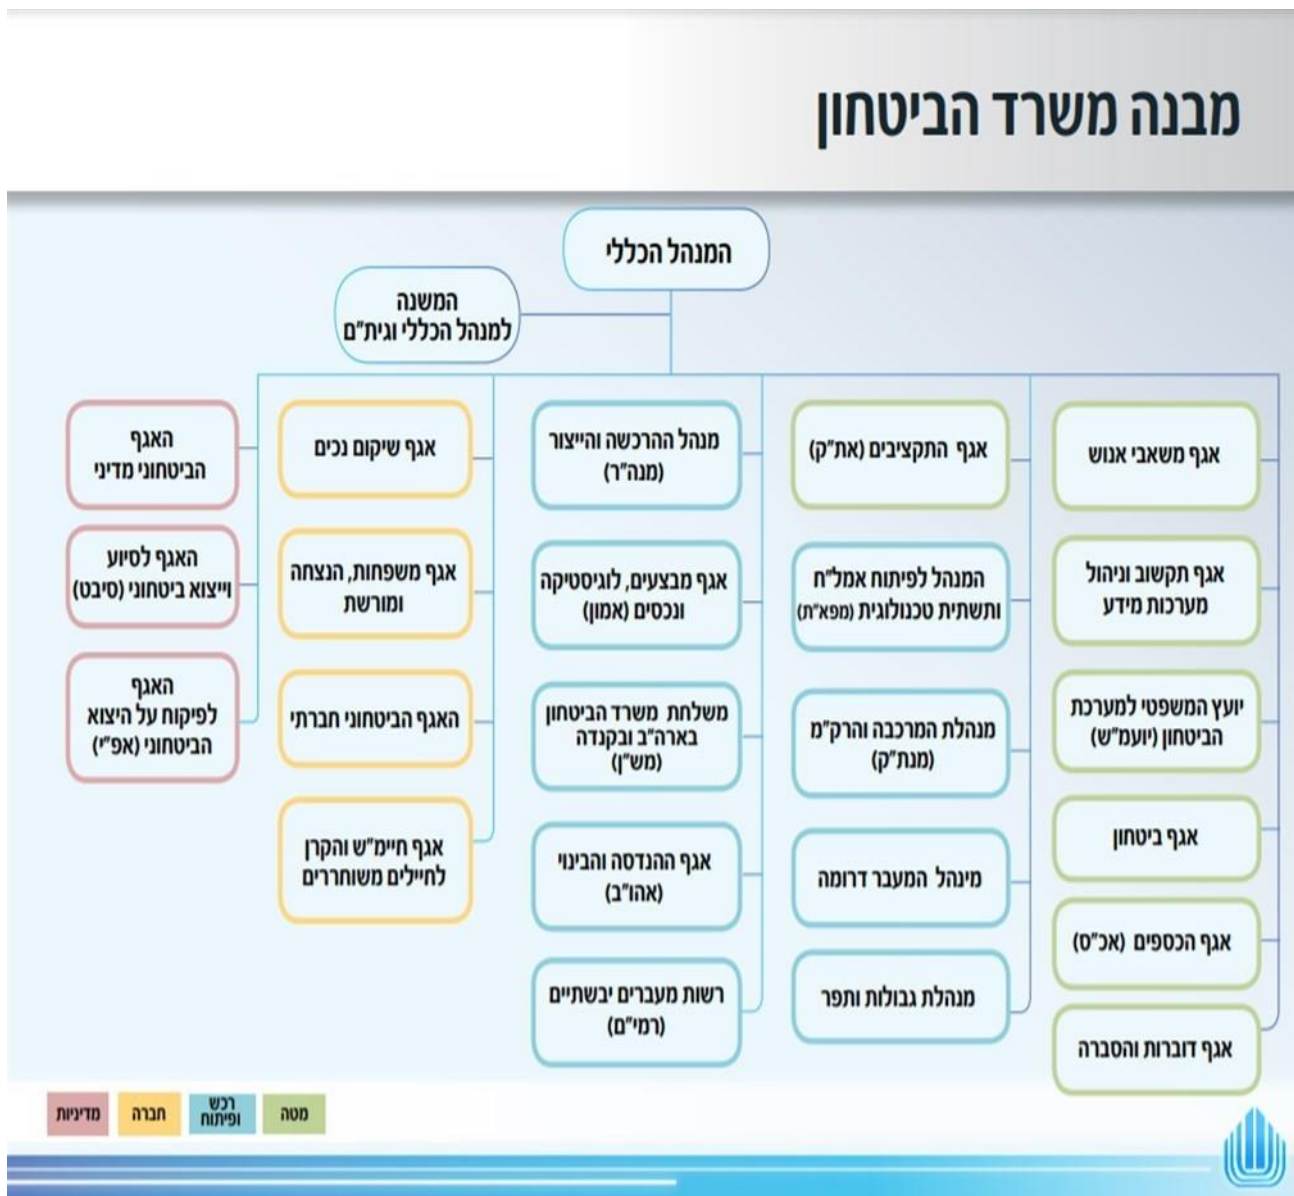 מבנה משרד הביטחון
המנהל הכללי
המשנה
למנהל הכללי וגית"ם
אגף משאבי אנוש
אגף תקשוב וניהול
מערכות מידע
יועץ המשפטי למערכת
הביטחון (יועמ"ש)
אגף ביטחון
אגף הכספים (אכ"ס)
אגף דוברות והסברה
אגף התקציבים (את"ק)
המנהל לפיתוח אמל"ח
ותשתית טכנולוגית (מפא"ת)
מנהלת המרכבה והרק"מ
(מנת"ק)
מינהל המעבר דרומה
מנהלת גבולות ותפר
מנהל ההרכשה והייצור
(מנה"ר)
אגף מבצעים, לוגיסטיקה
ונכסים (אמון)
משלחת משרד הביטחון
בארה"ב ובקנדה
(מש"ן)
אגף ההנדסה והבינוי
(אהו"ב)
רשות מעברים יבשתיים
(רמי"ם)
אגף שיקום נכים
אגף משפחות, הנצחה
ומורשת
האגף הביטחוני חברתי
אגף חיימ"ש והקרן
לחיילים משוחררים
האגף
הביטחוני מדיני
האגף לסיוע
וייצוא ביטחוני (סיבט)
האגף
לפיקוח על היצוא
הביטחוני (אפ"י)
מטה
רכש
ופיתוח
חברה
מדיניות